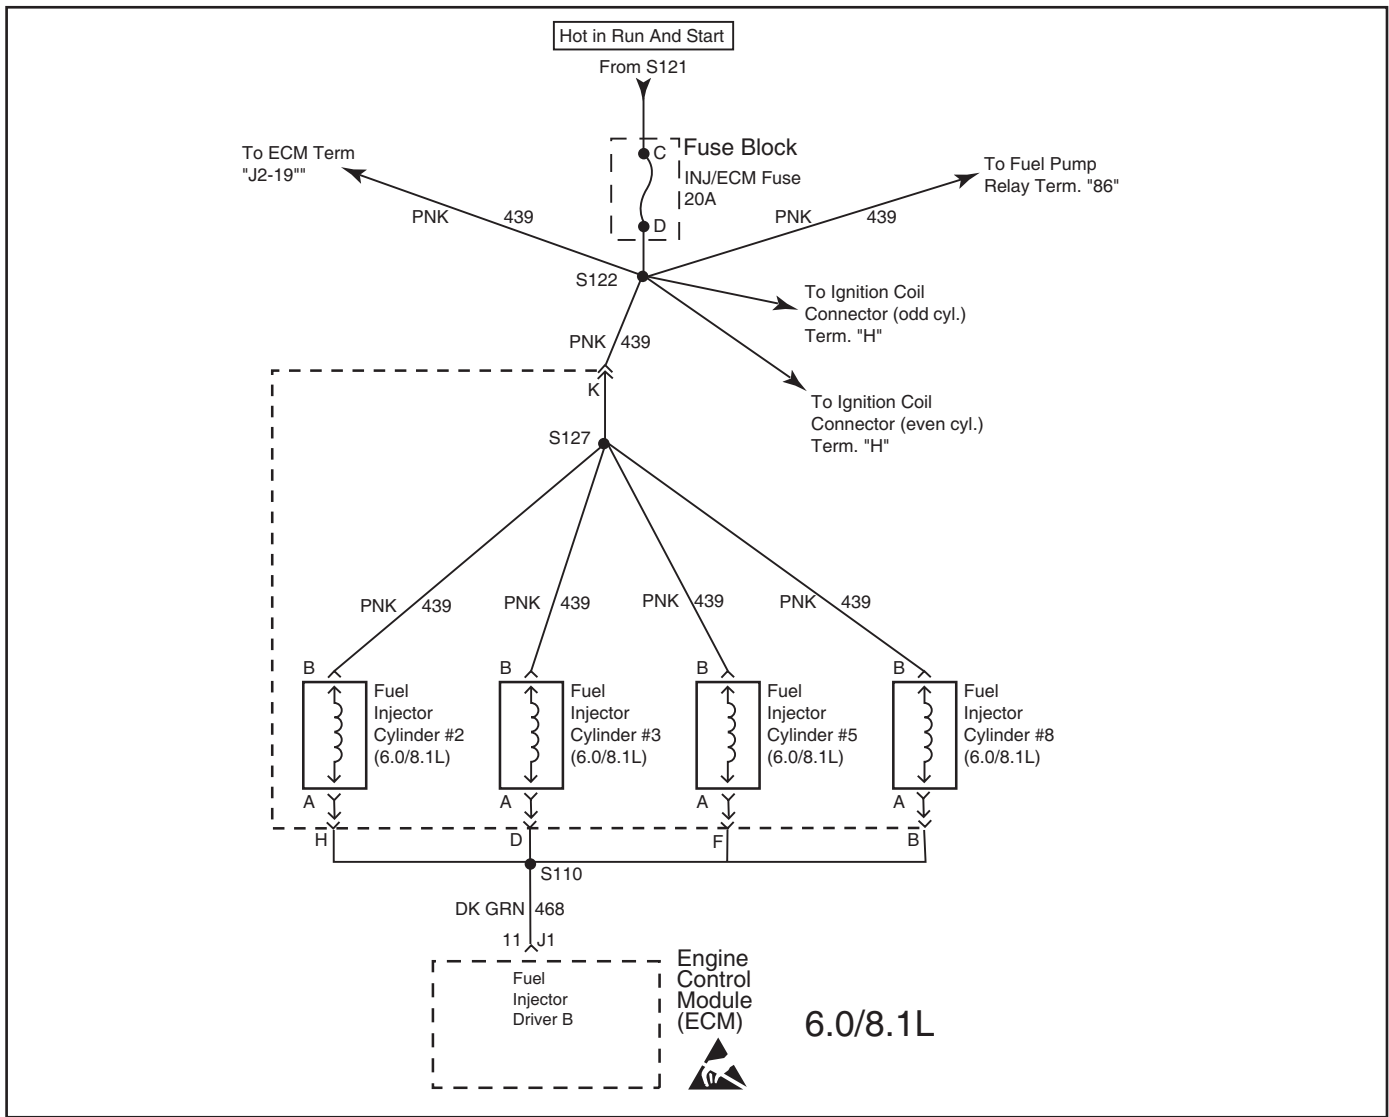 Hot in Run And Start
From S121
To ECM Term
"J2-19""
PNK 439
C
Fuse Block
INJ/ECM Fuse
20A
D
To Fuel Pump
Relay Term. "86"
PNK 439
S122
To Ignition Coil
Connector (odd cyl.)
Term. "H"
PNK 439
K
To Ignition Coil
Connector (even cyl.)
Term. "H"
S127
PNK 439
PNK 439
PNK 439
PNK 439
B
Fuel
Injector
Cylinder #2
(6.0/8.1L)
A
H
B
Fuel
Injector
Cylinder #3
(6.0/8.1L)
A
D
B
Fuel
Injector
Cylinder #5
(6.0/8.1L)
A
F
B
Fuel
Injector
Cylinder #8
(6.0/8.1L)
A
B
S110
DK GRN 468
11 J1
Fuel
Injector
Driver B
Engine
Control
Module
(ECM)
6.0/8.1L